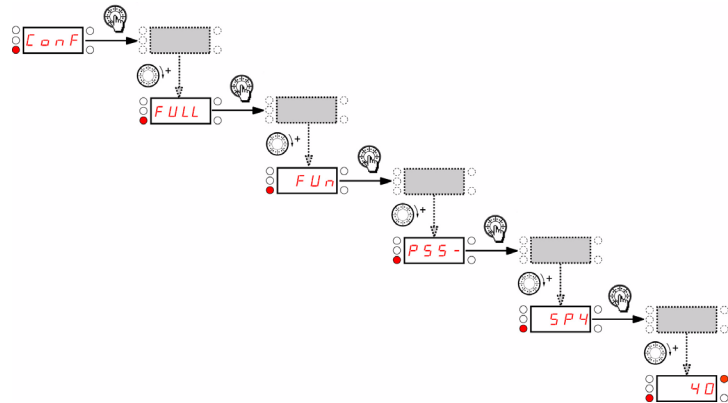 ConF
+
FULL
+
FUn
+
PSS-
+
SP4
+
40